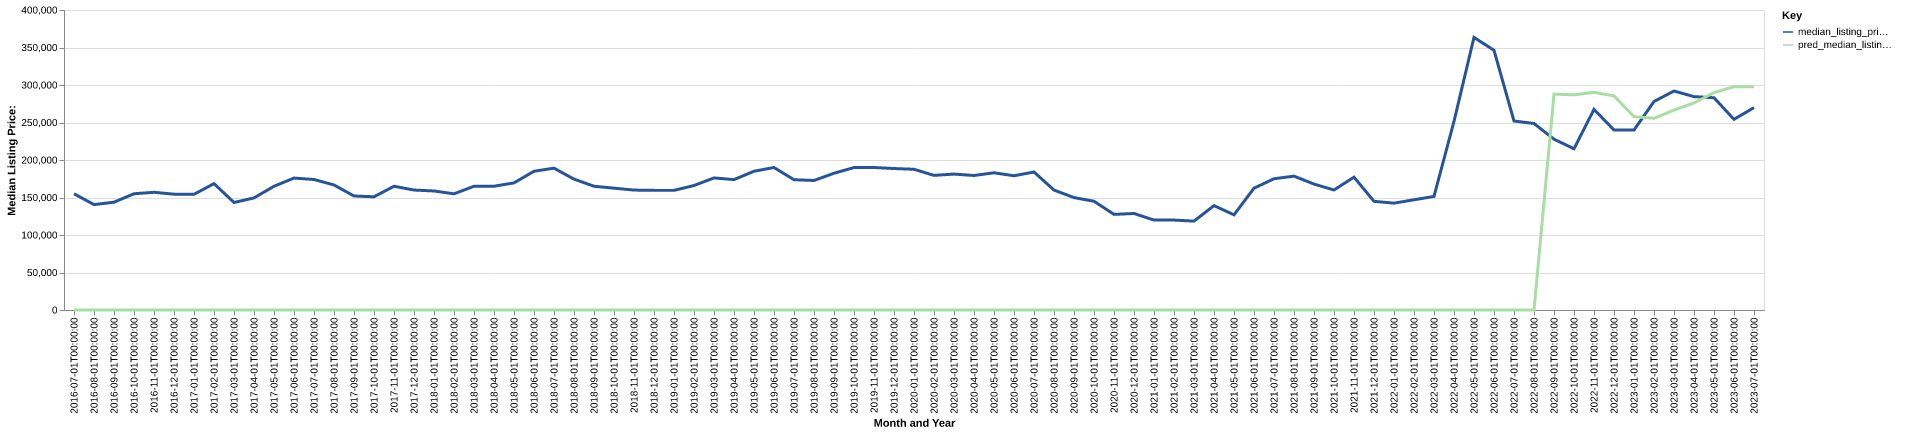 400,000
350,000
300,000
250,000
200,000
150,000
100,000
50,000
0
Median Listing Price:
2016-07-01T00:00:00
2016-08-01T00:00:00
2016-09-01T00:00:00
2016-10-01T00:00:00
2016-11-01T00:00:00
2016-12-01T00:00:00
2017-01-01T00:00:00
2017-02-01T00:00:00
2017-03-01T00:00:00
2017-04-01T00:00:00
2017-05-01T00:00:00
2017-06-01T00:00:00
2017-07-01T00:00:00
2017-08-01T00:00:00
2017-09-01T00:00:00
2017-10-01T00:00:00
2017-11-01T00:00:00
2017-12-01T00:00:00
2018-01-01T00:00:00
2018-02-01T00:00:00
2018-03-01T00:00:00
2018-04-01T00:00:00
2018-05-01T00:00:00
2018-06-01T00:00:00
2018-07-01T00:00:00
2018-08-01T00:00:00
2018-09-01T00:00:00
2018-10-01T00:00:00
2018-11-01T00:00:00
2018-12-01T00:00:00
2019-01-01T00:00:00
2019-02-01T00:00:00
2019-03-01T00:00:00
2019-04-01T00:00:00
2019-05-01T00:00:00
2019-06-01T00:00:00
2019-07-01T00:00:00
2019-08-01T00:00:00
2019-09-01T00:00:00
2019-10-01T00:00:00
2019-11-01T00:00:00
2019-12-01T00:00:00
2020-01-01T00:00:00
2020-02-01T00:00:00
2020-03-01T00:00:00
2020-04-01T00:00:00
2020-05-01T00:00:00
2020-06-01T00:00:00
2020-07-01T00:00:00
2020-08-01T00:00:00
2020-09-01T00:00:00
2020-10-01T00:00:00
2020-11-01T00:00:00
2020-12-01T00:00:00
2021-01-01T00:00:00
2021-02-01T00:00:00
2021-03-01T00:00:00
2021-04-01T00:00:00
2021-05-01T00:00:00
2021-06-01T00:00:00
2021-07-01T00:00:00
2021-08-01T00:00:00
2021-09-01T00:00:00
2021-10-01T00:00:00
2021-11-01T00:00:00
2021-12-01T00:00:00
2022-01-01T00:00:00
2022-02-01T00:00:00
2022-03-01T00:00:00
2022-04-01T00:00:00
2022-05-01T00:00:00
2022-06-01T00:00:00
2022-07-01T00:00:00
2022-08-01T00:00:00
2022-09-01T00:00:00
2022-10-01T00:00:00
2022-11-01T00:00:00
2022-12-01T00:00:00
2023-01-01T00:00:00
2023-02-01T00:00:00
2023-03-01T00:00:00
2023-04-01T00:00:00
2023-05-01T00:00:00
2023-06-01T00:00:00
2023-07-01T00:00:00
Month and Year
Key
median_listing_pri…
pred_median_listin…